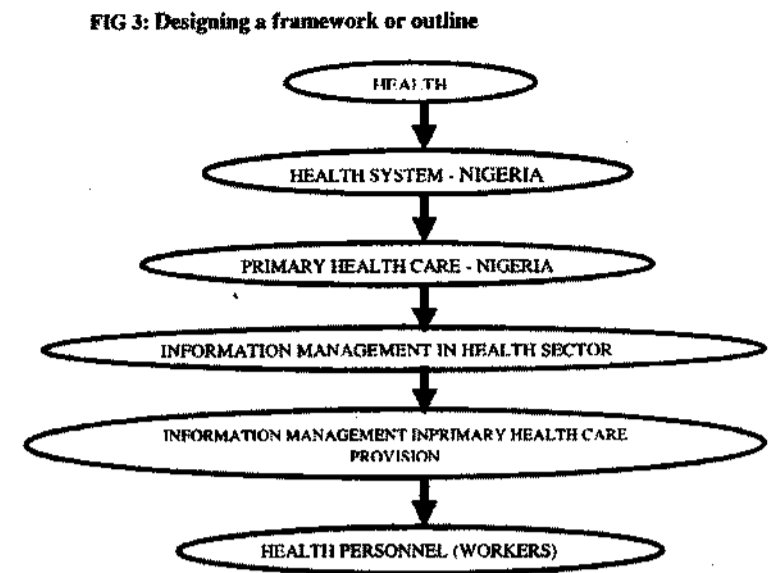 FIG 3: Designing a framework or outline
HEALTH
HEALTH SYSTEM - NIGERIA
PRIMARY HEALTH CARE - NIGERIA
INFORMATION MANAGEMENT IN HEALTH SECTOR
INFORMATION MANAGEMENT INPRIMARY HEALTH CARE
PROVISION
HEALTH PERSONNEL (WORKERS)